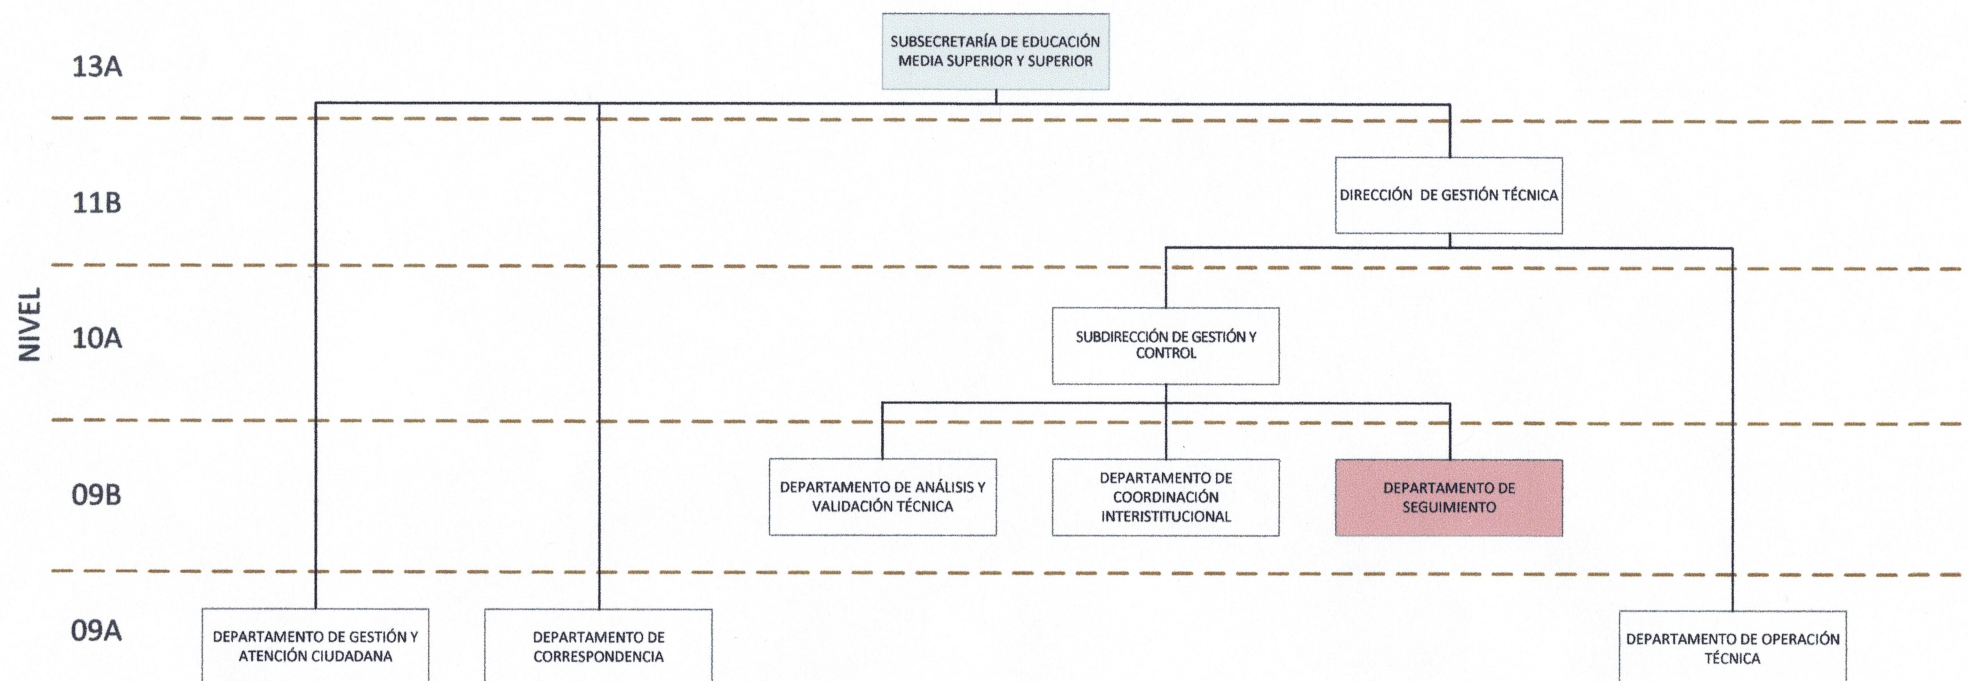 SUBSECRETARÍA DE EDUCACIÓN
MEDIA SUPERIOR Y SUPERIOR
13A
11B
DIRECCIÓN DE GESTIÓN TÉCNICA
NIVEL
10A
SUBDIRECCIÓN DE GESTIÓN Y
CONTROL
09B
DEPARTAMENTO DE ANÁLISIS Y
VALIDACIÓN TÉCNICA
DEPARTAMENTO DE
COORDINACIÓN
INTERISTITUCIONAL
DEPARTAMENTO DE
SEGUIMIENTO
09A
DEPARTAMENTO DE GESTIÓN Y
ATENCIÓN CIUDADANA
DEPARTAMENTO DE
CORRESPONDENCIA
DEPARTAMENTO DE OPERACIÓN
TÉCNICA